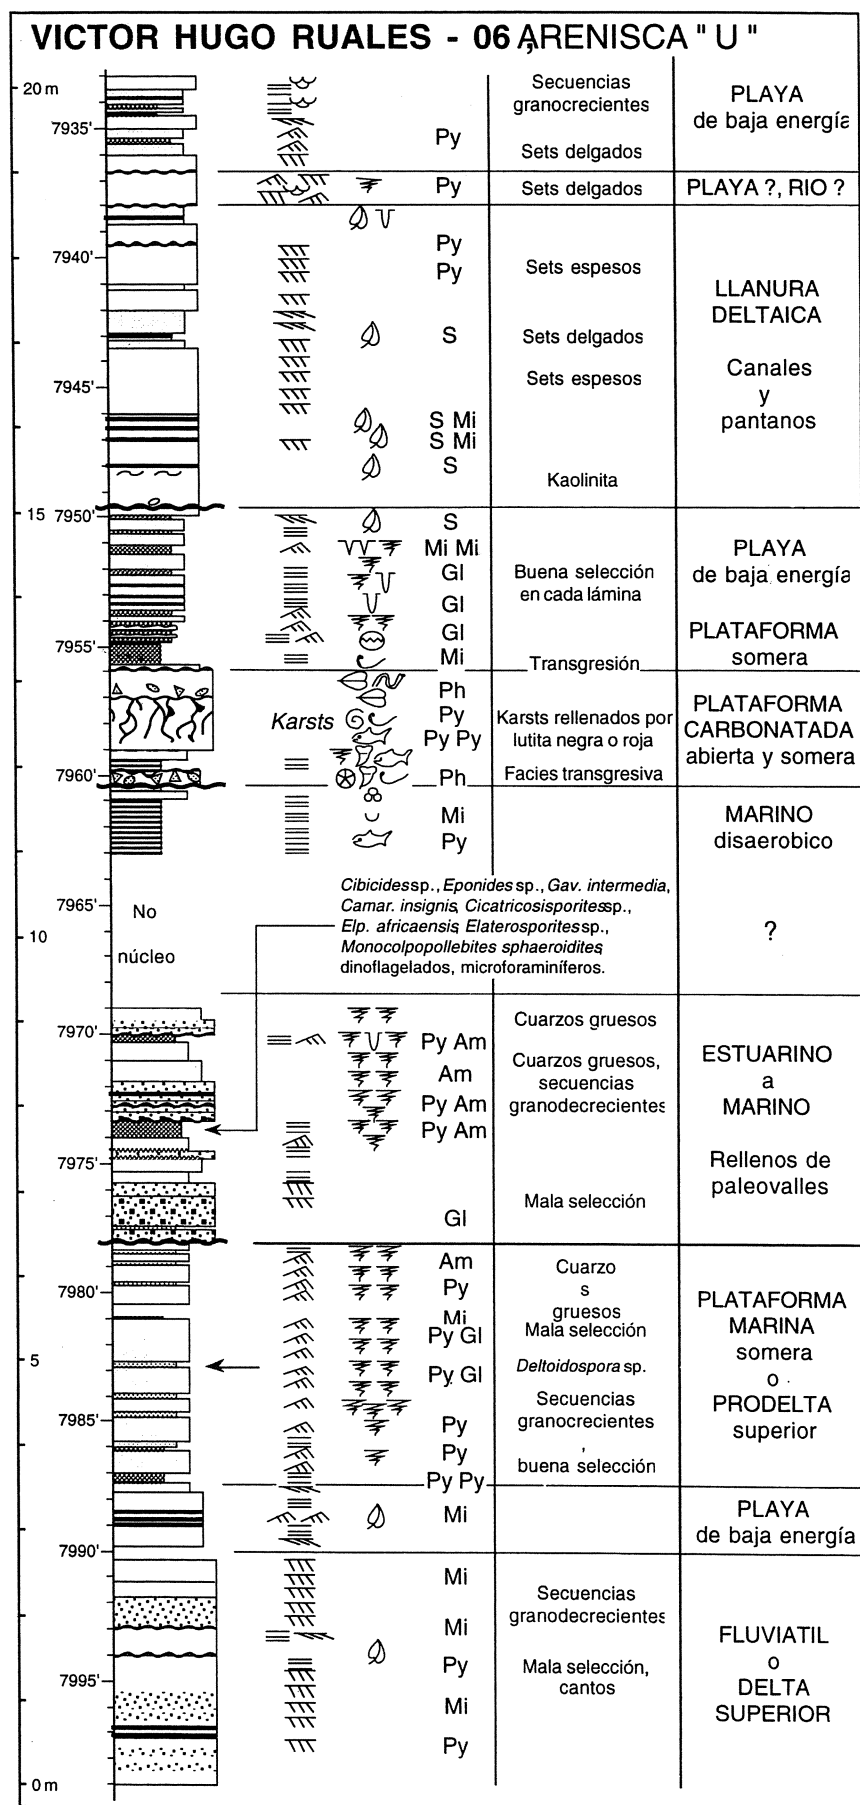 VICTOR HUGO RUALES - 06, ARENISCA "U"
20 m
7935'
Py
Secuencias
granocrecientes
Sets delgados
PLAYA
de baja energía
Py
Sets delgados
PLAYA ?, RIO ?
7940'
7945'
Py
Py
S
S Mi
S Mi
S
Sets espesos
Sets delgados
Sets espesos
Kaolinita
LLANURA
DELTAICA
Canales
y
pantanos
15
7950'
7955'
S
Mi Mi
Gl
Gl
Gl
Mi
Buena selección
en cada lámina
Transgresión
PLAYA
de baja energía
PLATAFORMA
somera
7960'
Karsts
Ph
Py
Py Py
Ph
Karsts rellenados por
lutita negra o roja
Facies transgresiva
PLATAFORMA
CARBONATADA
abierta y somera
Mi
Py
MARINO
disaerobico
7965'
10
No
núcleo
Cibicides sp., Eponides sp., Gav. intermedia,
Camar. insignis, Cicatricosisporites sp.,
Elp. africaensis, Elaterosporites sp.,
Monocolpopollebites sphaeroidites,
dinoflagelados, microforaminíferos.
?
7970'
7975'
Py Am
Am
Py Am
Py Am
Gl
Cuarzos gruesos
Cuarzos gruesos,
secuencias
granodecrecientes
Mala selección
ESTUARINO
a
MARINO
Rellenos de
paleovalles
7980'
5
7985'
Am
Py
Mi
Py Gl
Py Gl
Py
Py
Py Py
Cuarzo
s
gruesos
Mala selección
Deltoidospora sp.
Secuencias
granocrecientes
,
buena selección
PLATAFORMA
MARINA
somera
o
PRODELTA
superior
7990'
Mi
PLAYA
de baja energía
7995'
0 m
Mi
Mi
Py
Mi
Py
Secuencias
granodecrecientes
Mala selección,
cantos
FLUVIATIL
o
DELTA
SUPERIOR